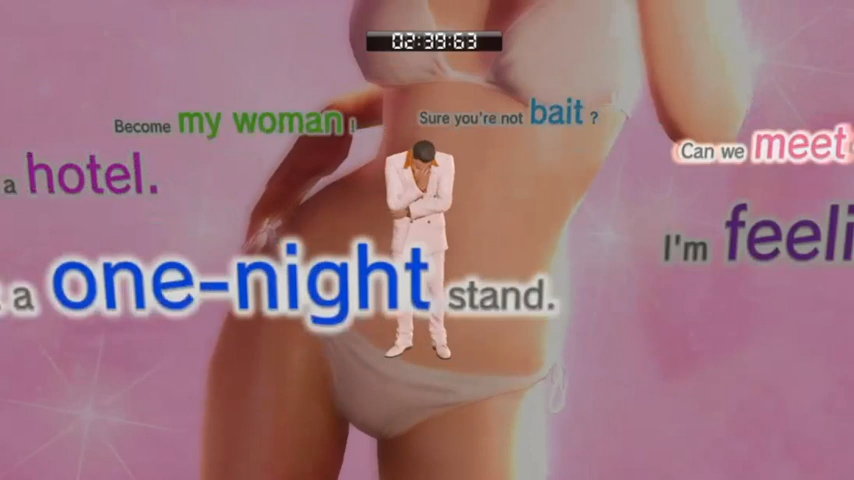 02:39:63
Become my woman !
Sure you're not bait ?
Can we meet
a hotel.
I'm feeli
a one-night stand.